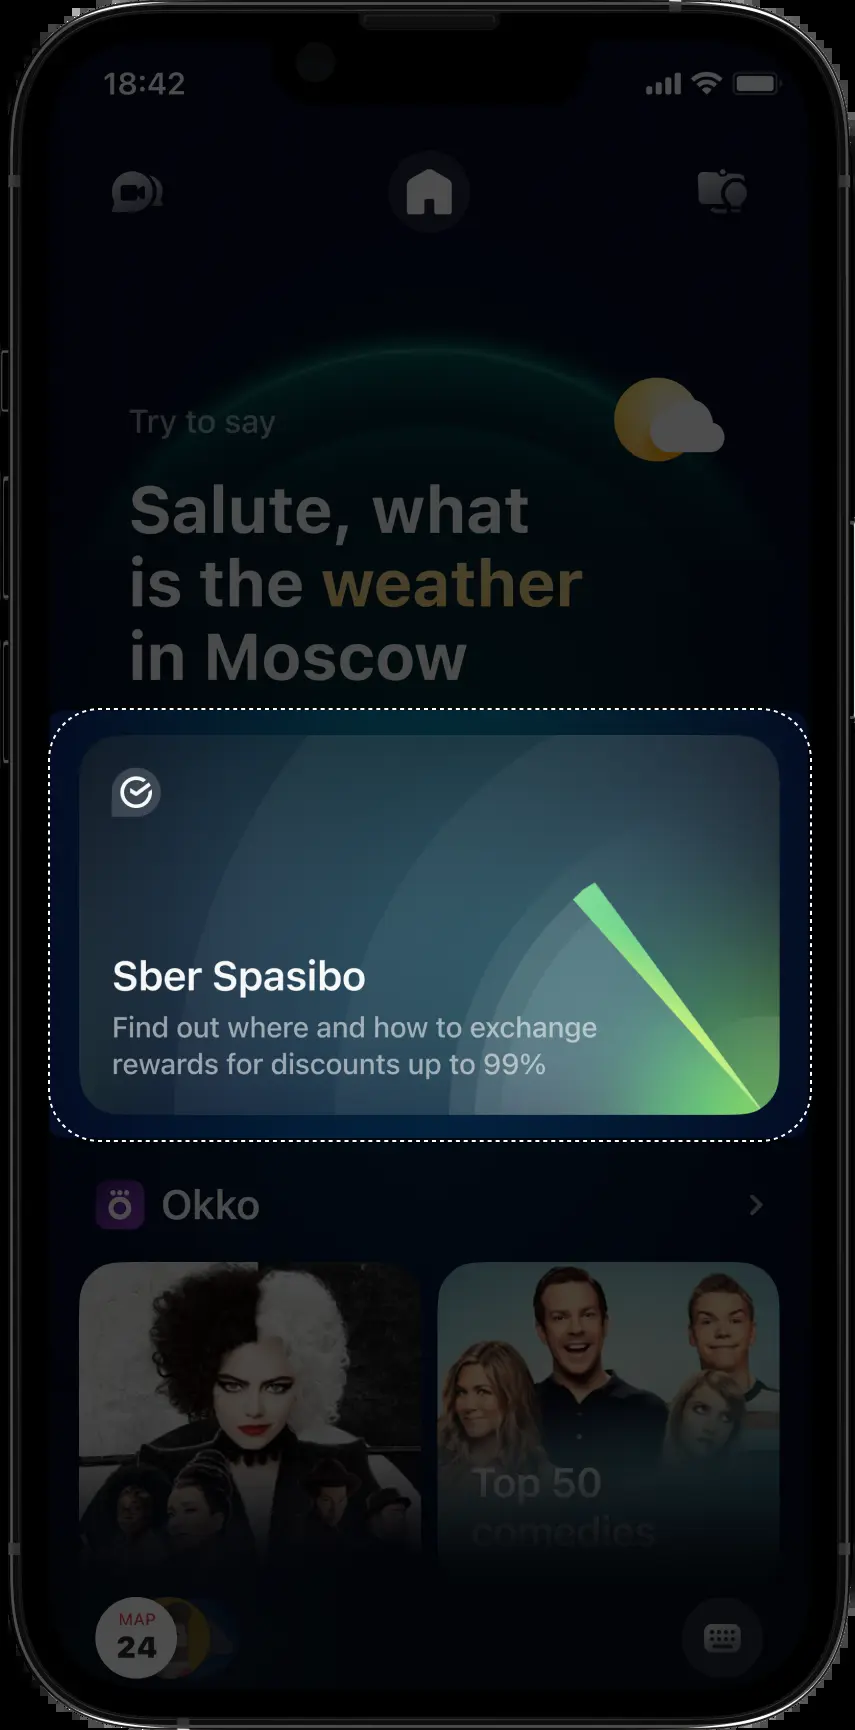 18:42
Try to say
Salute, what
is the weather
in Moscow
Sber Spasibo
Find out where and how to exchange
rewards for discounts up to 99%
Okko
Top 50
comedies
МАР
24